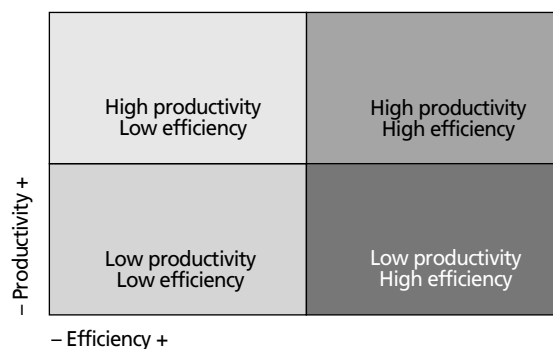 High productivity
Low efficiency
High productivity
High efficiency
Low productivity
Low efficiency
Low productivity
High efficiency
– Productivity +
– Efficiency +